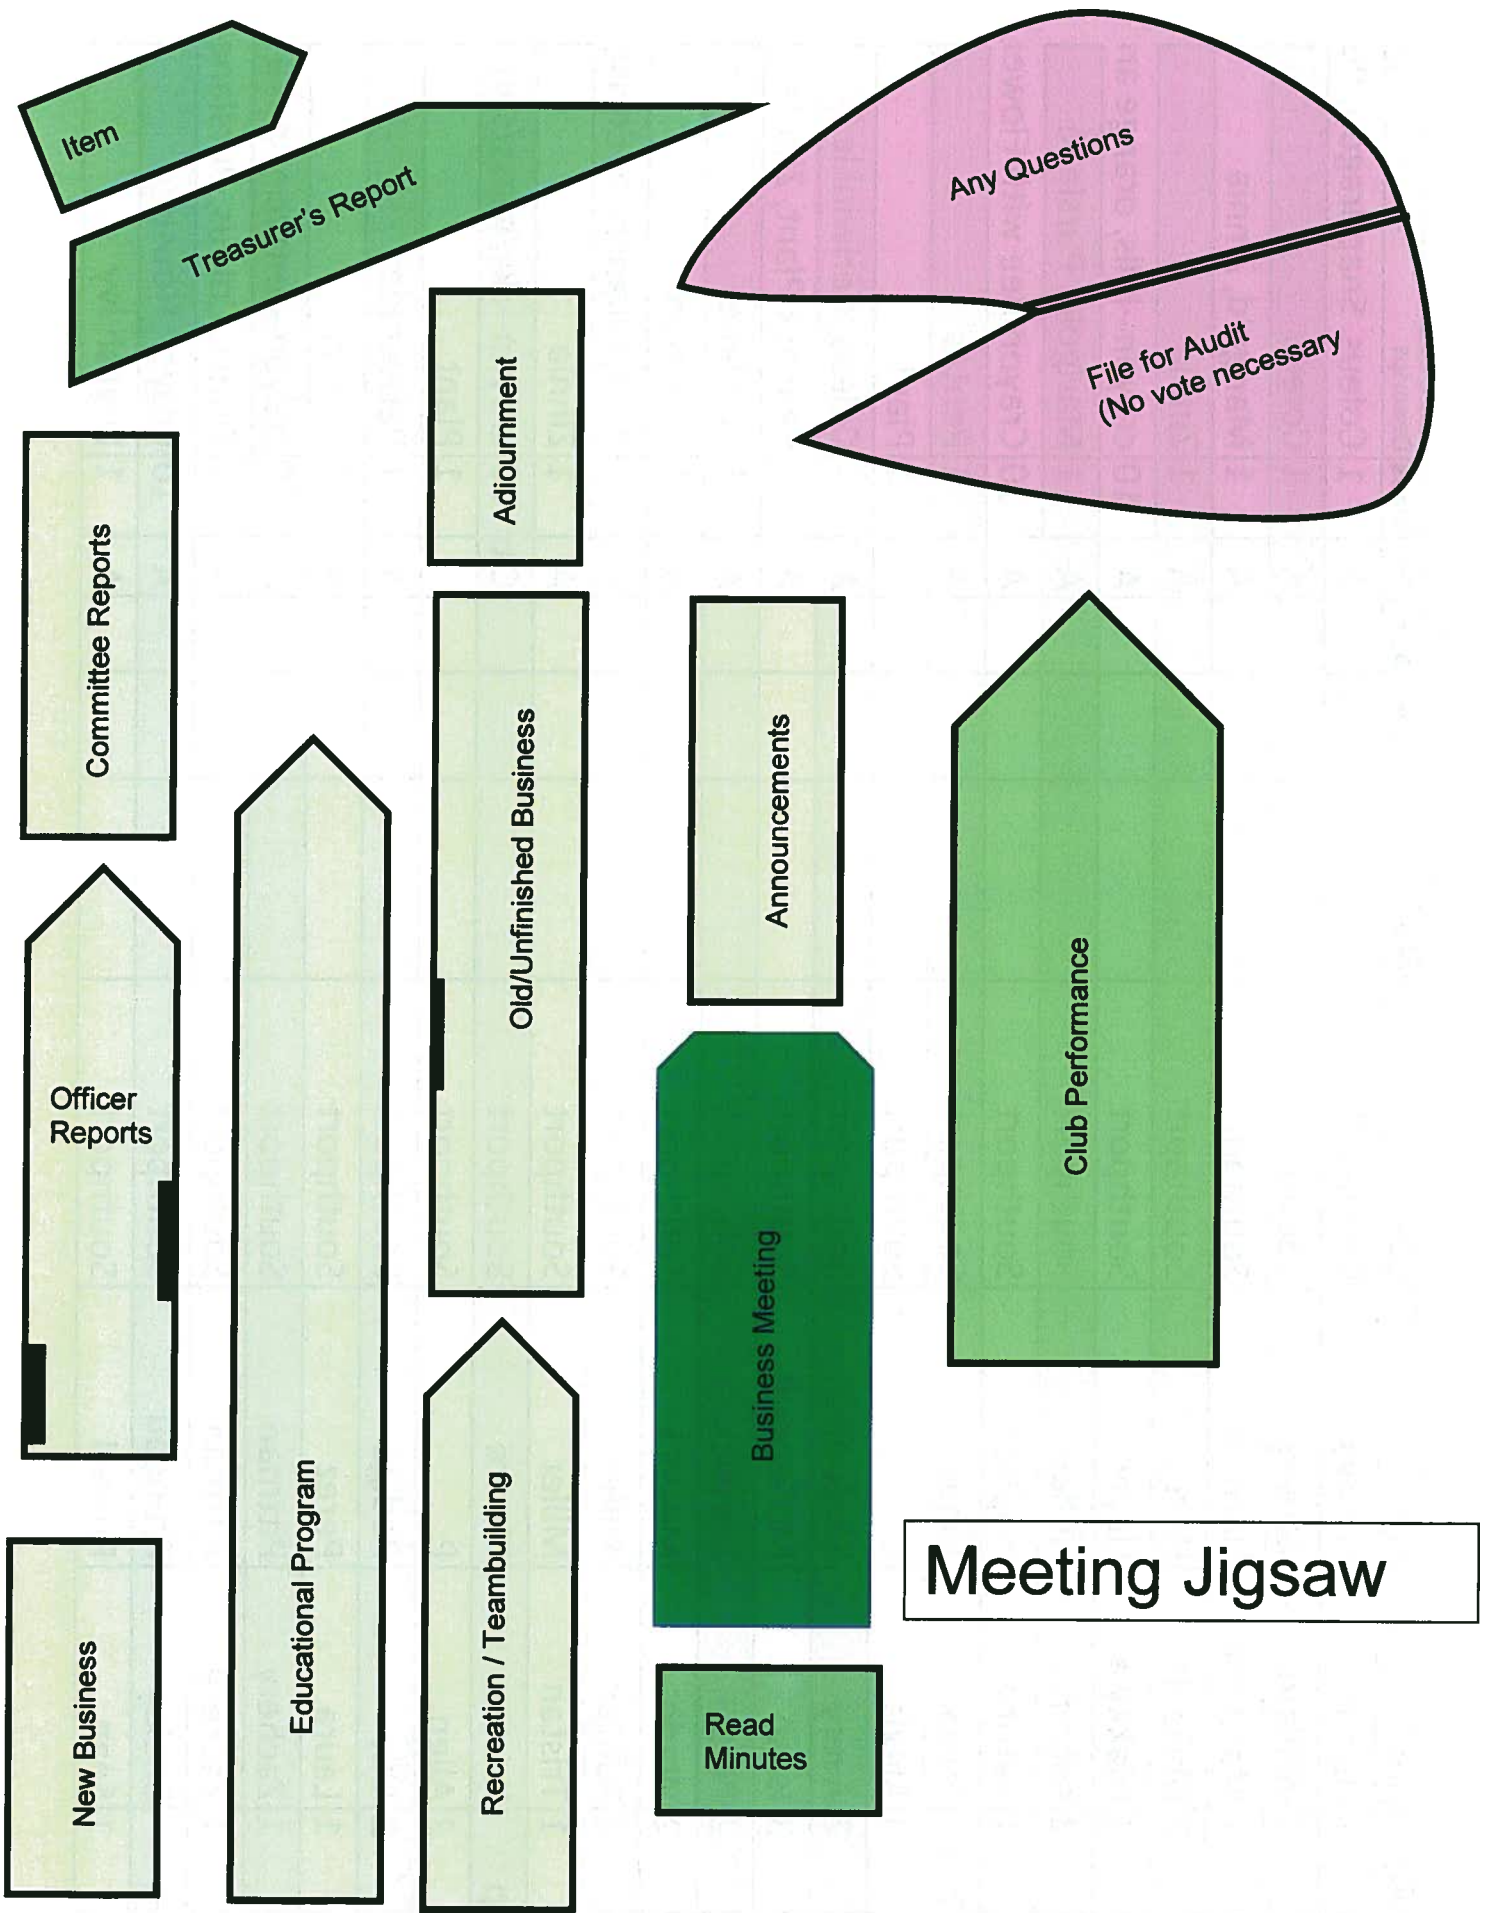 Item
Treasurer's Report
Any Questions
File for Audit
(No vote necessary
Adiournment
Committee Reports
Old/Unfinished Business
Announcements
Club Performance
Officer
Reports
Educational Program
Business Meeting
Recreation / Teambuilding
New Business
Meeting Jigsaw
Read
Minutes